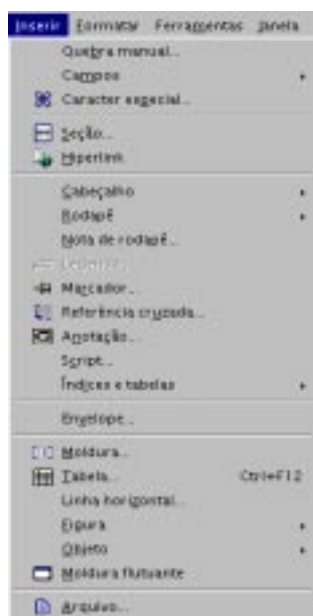 Inserir Formatar Ferramentas Janela
Quebra manual...
Campos
Caracter especial...
Seção...
Hiperlink
Cabeçalho
Rodapé
Nota de rodapé...
Legenda...
Marcador...
Referência cruzada...
Anotação...
Script...
Índices e tabelas
Envelope...
Moldura...
Tabela... Ctrl+F12
Linha horizontal...
Figura
Objeto
Moldura flutuante
Arquivo...